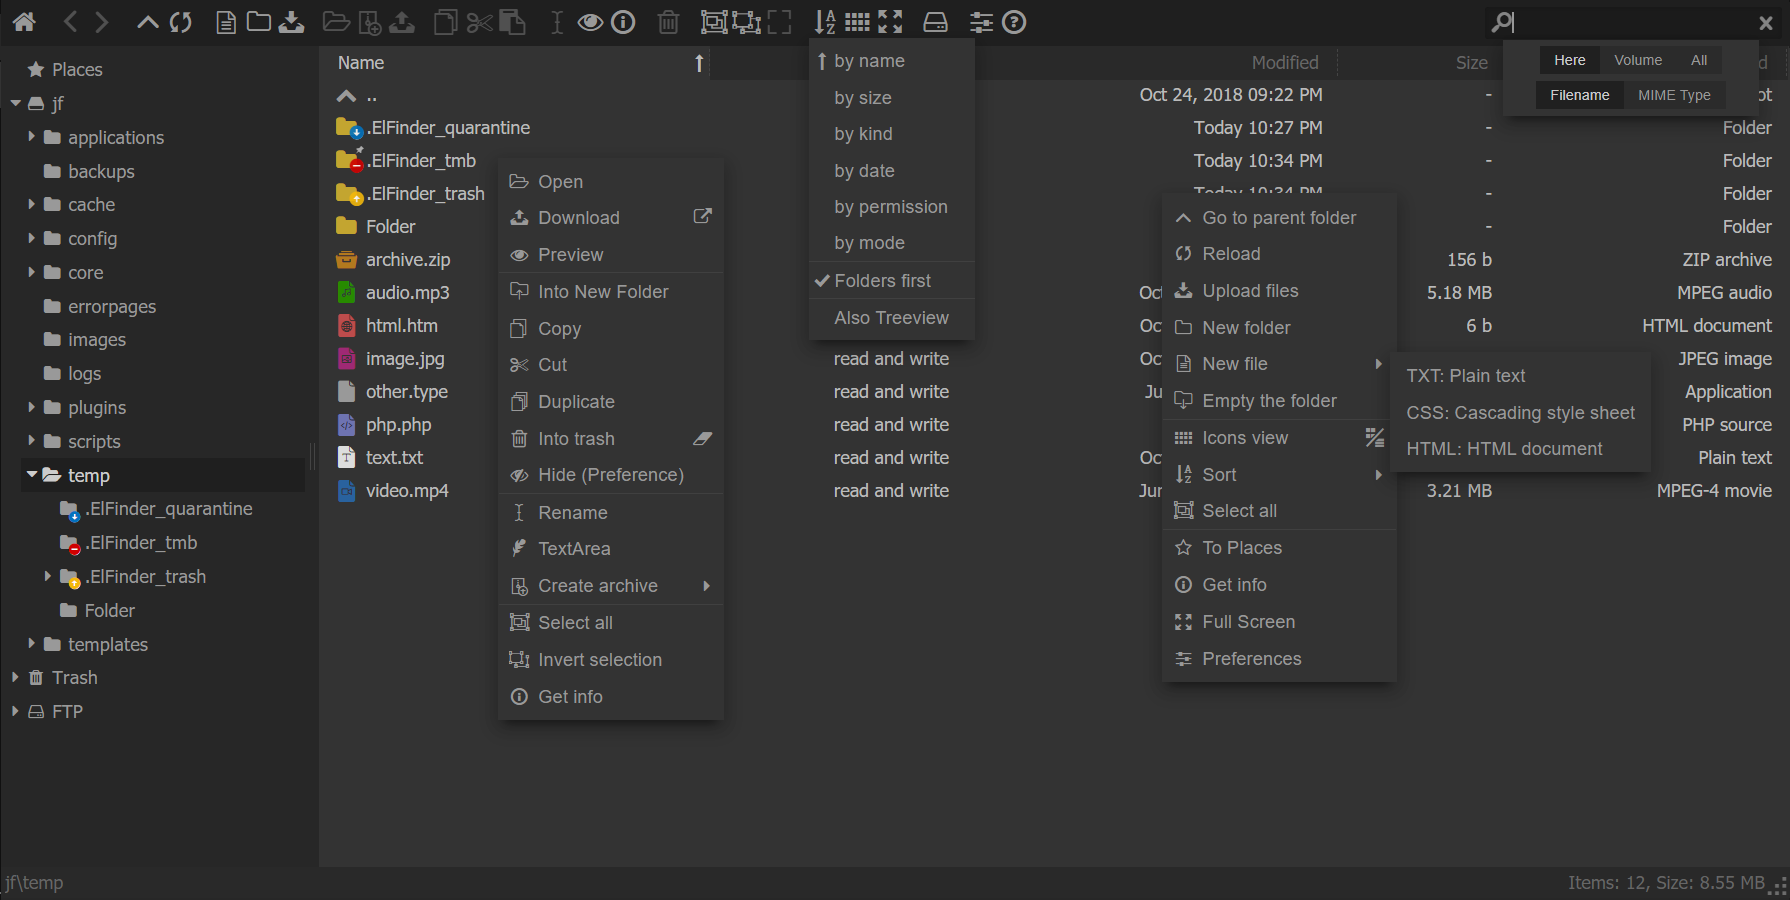 Places
jf
applications
backups
cache
config
core
errorpages
images
logs
plugins
scripts
temp
.ElFinder_quarantine
.ElFinder_tmb
.ElFinder_trash
Folder
templates
Trash
FTP
Name Modified Size
.. Oct 24, 2018 09:22 PM -
.ElFinder_quarantine Today 10:27 PM - Folder
.ElFinder_tmb Today 10:34 PM - Folder
.ElFinder_trash Today 10:34 PM - Folder
Folder - Folder
archive.zip 156 b ZIP archive
audio.mp3 Oc 5.18 MB MPEG audio
html.htm Oc 6 b HTML document
image.jpg read and write Oc JPEG image
other.type read and write Ju Application
php.php read and write PHP source
text.txt read and write Oc Plain text
video.mp4 read and write Jur 3.21 MB MPEG-4 movie
Open
Download
Preview
Into New Folder
Copy
Cut
Duplicate
Into trash
Hide (Preference)
Rename
TextArea
Create archive
Select all
Invert selection
Get info
by name
by size
by kind
by date
by permission
by mode
Folders first
Also Treeview
Go to parent folder
Reload
Upload files
New folder
New file
Empty the folder
Icons view
Sort
Select all
To Places
Get info
Full Screen
Preferences
TXT: Plain text
CSS: Cascading style sheet
HTML: HTML document
Here Volume All
Filename MIME Type
jf\temp
Items: 12, Size: 8.55 MB